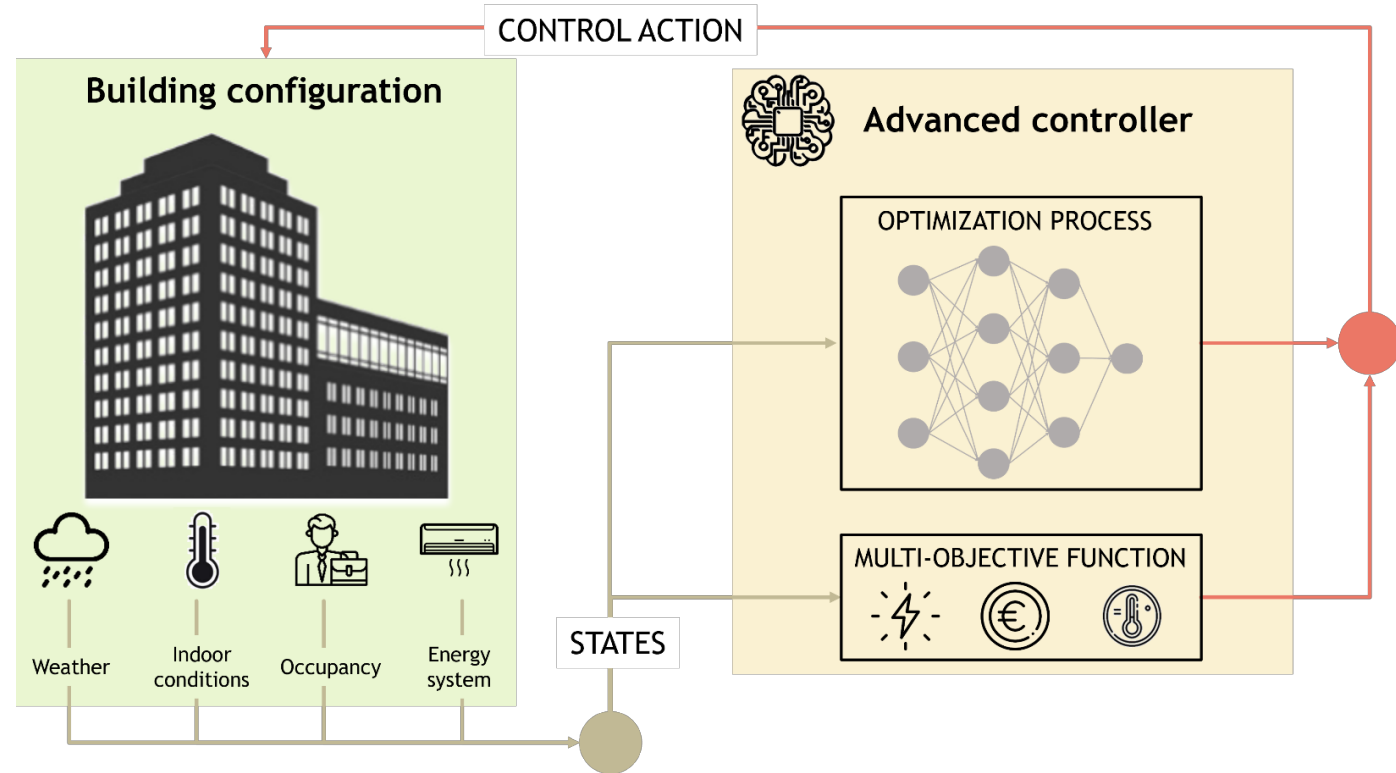 CONTROL ACTION
Building configuration
Advanced controller
OPTIMIZATION PROCESS
MULTI-OBJECTIVE FUNCTION
€
STATES
Weather
Indoor
conditions
Occupancy
Energy
system